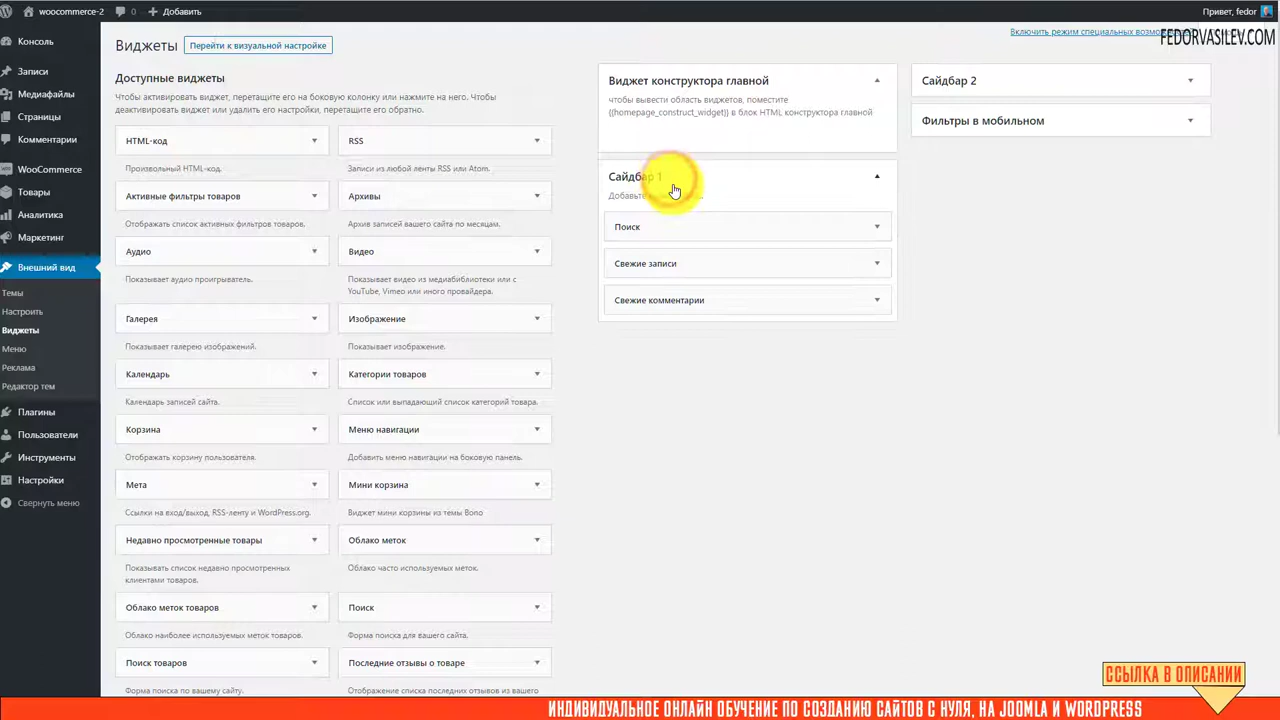 woocommerce-2
0
+ Добавить
Привет, fedor
FEDORVASILEV.COM
Консоль
Записи
Медиафайлы
Страницы
Комментарии
WooCommerce
Товары
Аналитика
Маркетинг
Внешний вид
Темы
Настроить
Виджеты
Меню
Реклама
Редактор тем
Плагины
Пользователи
Инструменты
Настройки
Свернуть меню
Виджеты
Перейти к визуальной настройке
Включить режим специальных
Доступные виджеты
Чтобы активировать виджет, перетащите его на боковую колонку или нажмите на него. Чтобы
деактивировать виджет или удалить его настройки, перетащите его обратно.
HTML-код
RSS
Произвольный HTML-код.
Записи из любой ленты RSS или Atom.
Активные фильтры товаров
Архивы
Отображать список активных фильтров товаров.
Архив записей вашего сайта по месяцам.
Аудио
Видео
Показывает аудио проигрыватель.
Показывает видео из медиабиблиотеки или с
YouTube, Vimeo или иного провайдера.
Галерея
Изображение
Показывает галерею изображений.
Показывает изображение.
Календарь
Категории товаров
Календарь записей сайта.
Список или выпадающий список категорий товара.
Корзина
Меню навигации
Отображать корзину пользователя.
Добавить меню навигации на боковую панель.
Мета
Мини корзина
Ссылки на вход/выход, RSS-ленту и WordPress.org.
Виджет мини корзины из темы Bono
Недавно просмотренные товары
Облако меток
Показывать список недавно просмотренных
клиентами товаров.
Облако часто используемых меток.
Облако меток товаров
Поиск
Облако наиболее используемых меток товаров.
Форма поиска для вашего сайта.
Поиск товаров
Последние отзывы о товаре
Форма поиска по вашему сайту.
Отображение списка последних отзывов из вашего
Виджет конструктора главной
чтобы вывести область виджетов, поместите
{{homepage_construct_widget}} в блок HTML конструктора главной
Сайдбар 1
Добавьте
Поиск
Свежие записи
Свежие комментарии
Сайдбар 2
Фильтры в мобильном
ССЫЛКА В ОПИСАНИИ
ИНДИВИДУАЛЬНОЕ ОНЛАЙН ОБУЧЕНИЕ ПО СОЗДАНИЮ САЙТОВ С НУЛЯ, НА JOOMLA И WORDPRESS